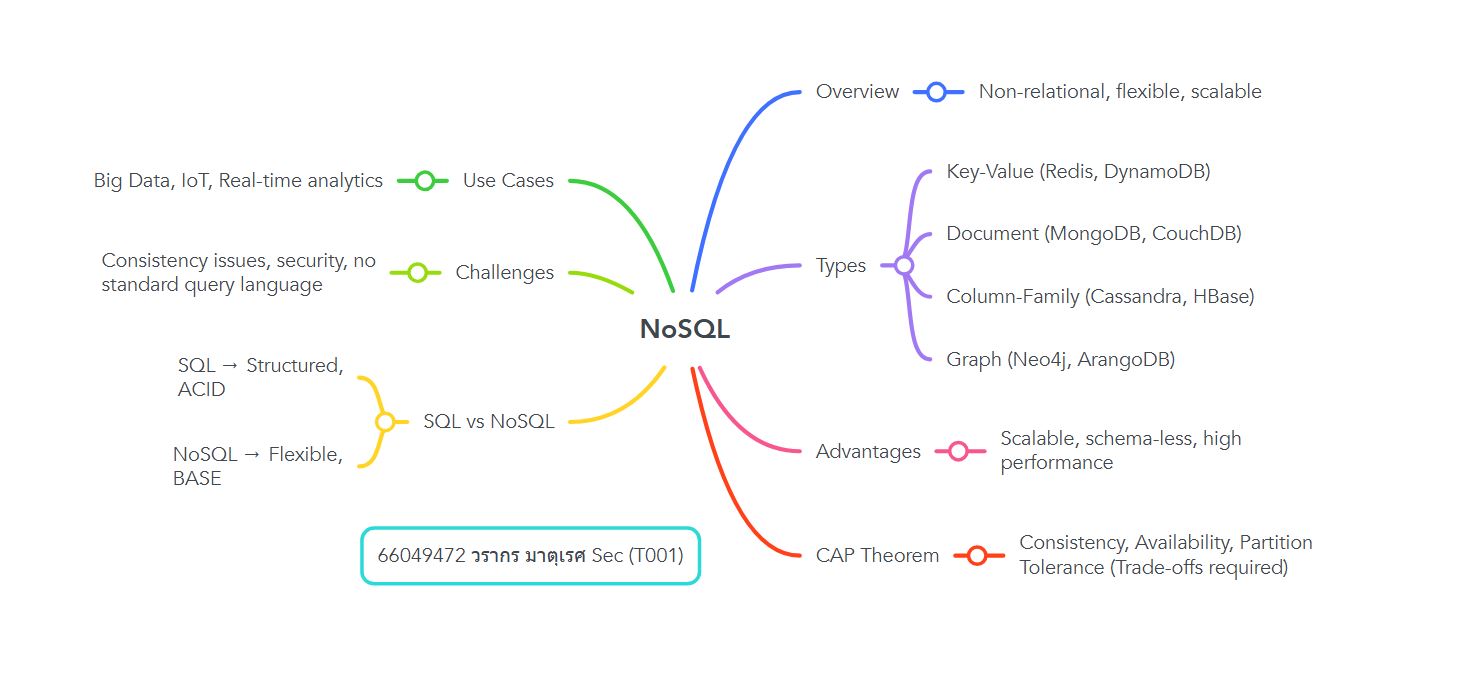 Overview
Non-relational, flexible, scalable
Big Data, IoT, Real-time analytics
Use Cases
Key-Value (Redis, DynamoDB)
Document (MongoDB, CouchDB)
Types
Column-Family (Cassandra, HBase)
Graph (Neo4j, ArangoDB)
Consistency issues, security, no
standard query language
Challenges
NoSQL
SQL → Structured,
ACID
SQL vs NoSQL
NoSQL → Flexible,
BASE
Advantages
Scalable, schema-less, high
performance
CAP Theorem
Consistency, Availability, Partition
Tolerance (Trade-offs required)
66049472 วรากร มาตุเรศ Sec (T001)